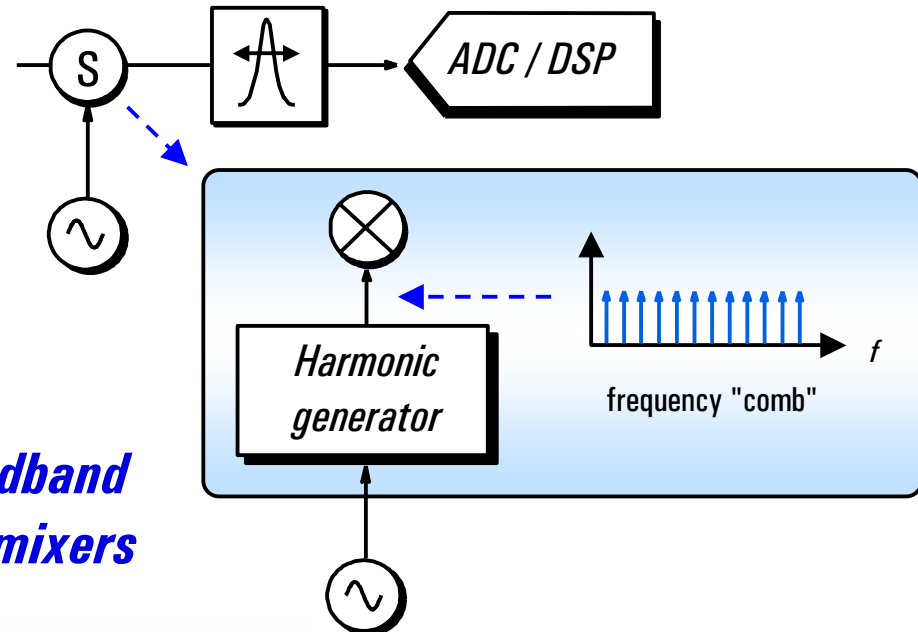 S
ADC / DSP
Harmonic
generator
f
frequency "comb"
dband
mixers